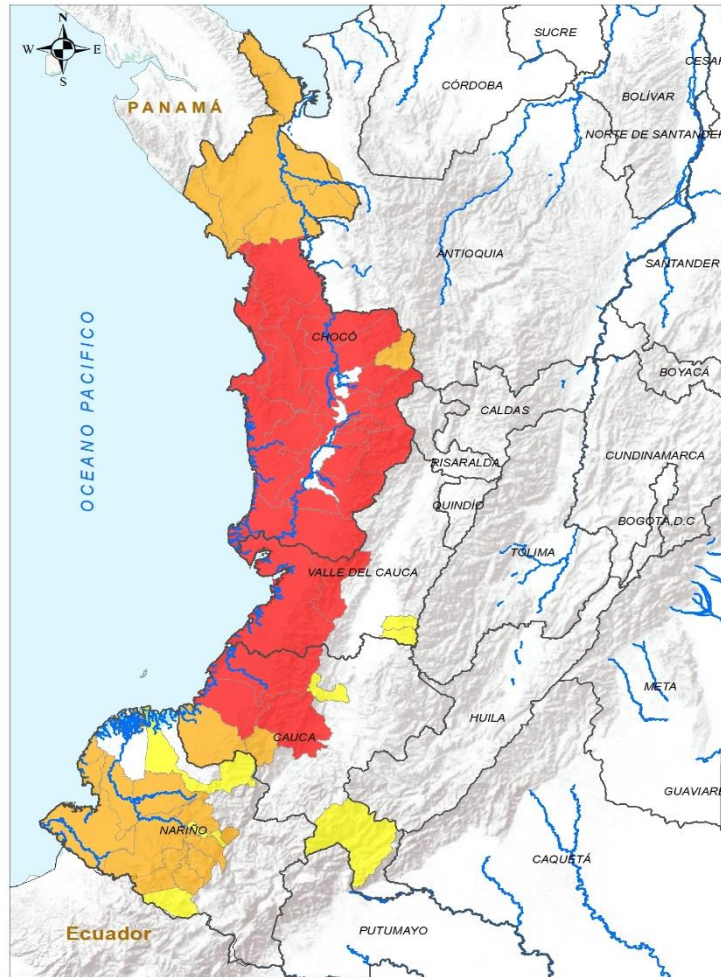 N
W E
S
SUCRE
CESAR
CÓRDOBA
BOLÍVAR
PANAMÁ
NORTE DE SANTANDER
ANTIOQUIA
SANTANDER
OCEANO PACIFICO
CHOCÓ
BOYACÁ
CALDAS
CUNDINAMARCA
RISARALDA
QUINDÍO
BOGOTÁ, D.C
TOLIMA
VALLE DEL CAUCA
META
HUILA
CAUCA
GUAVIARE
NARIÑO
CAQUETÁ
Ecuador
PUTUMAYO